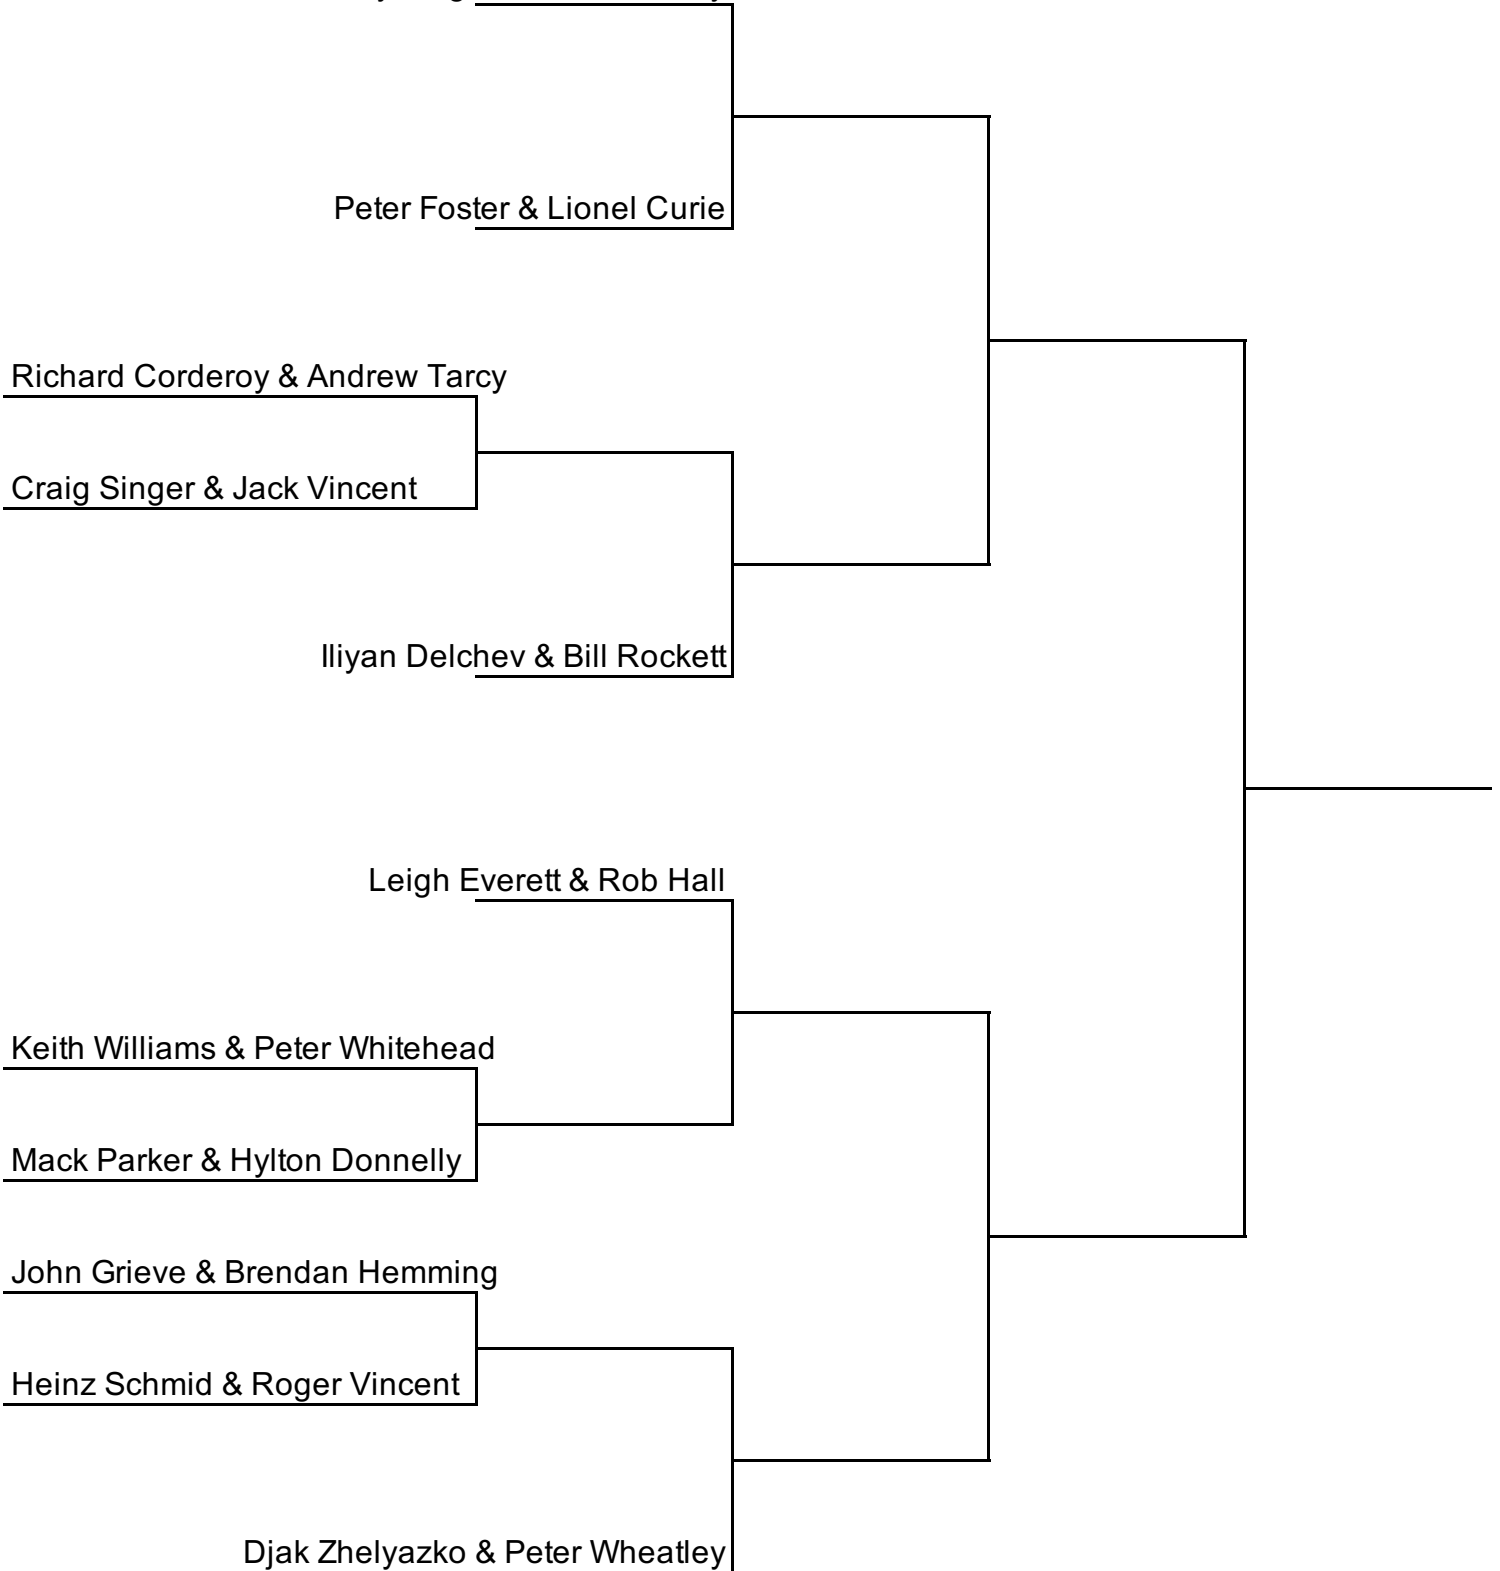 Peter Foster & Lionel Curie
Richard Corderoy & Andrew Tarcy
Craig Singer & Jack Vincent
Iliyan Delchev & Bill Rockett
Leigh Everett & Rob Hall
Keith Williams & Peter Whitehead
Mack Parker & Hylton Donnelly
John Grieve & Brendan Hemming
Heinz Schmid & Roger Vincent
Djak Zhelyazko & Peter Wheatley